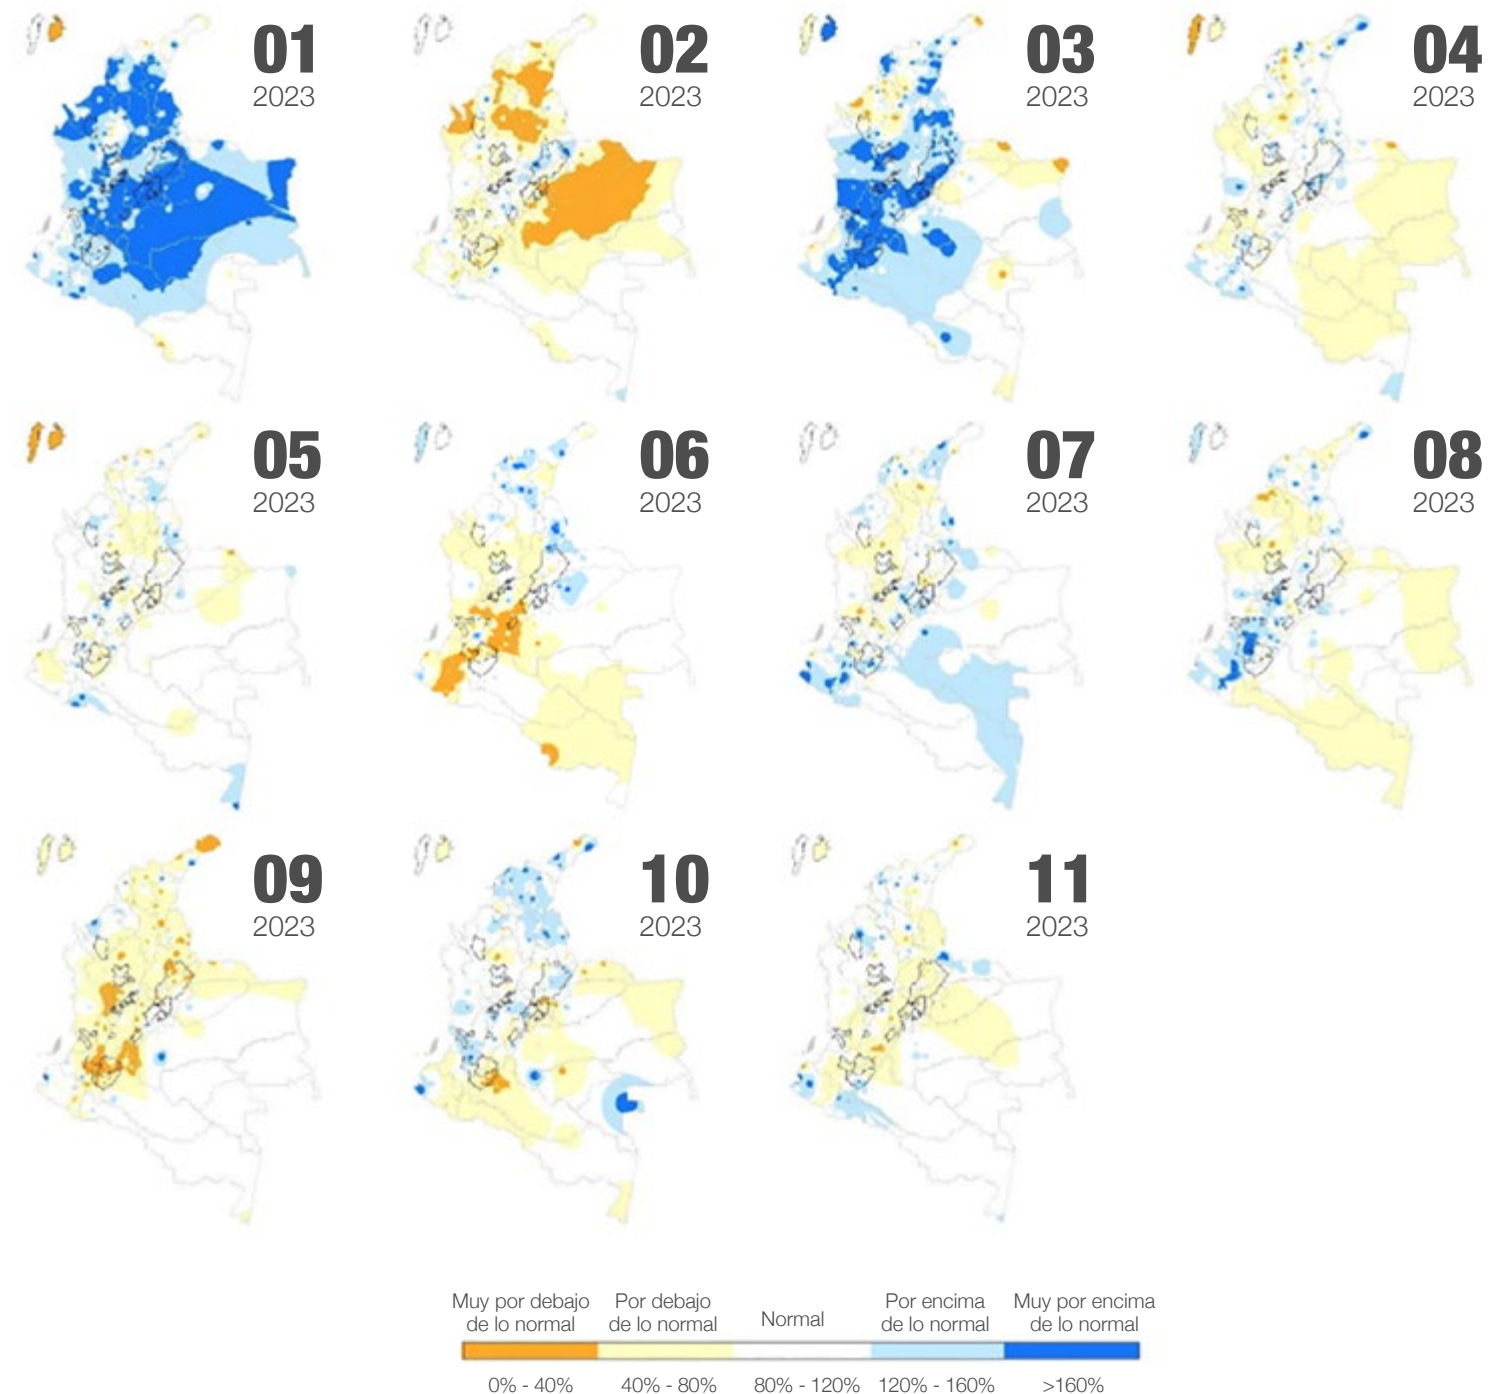 01
2023
02
2023
03
2023
04
2023
05
2023
06
2023
07
2023
08
2023
09
2023
10
2023
11
2023
Muy por debajo
de lo normal
Por debajo
de lo normal
Normal
Por encima
de lo normal
Muy por encima
de lo normal
0% - 40%
40% - 80%
80% - 120%
120% - 160%
>160%